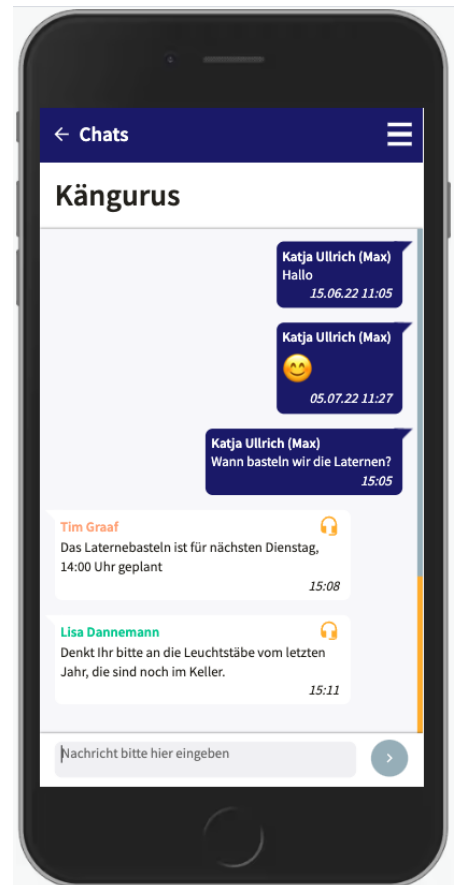 ← Chats
Kängurus
Katja Ullrich (Max)
Hallo
15.06.22 11:05
Katja Ullrich (Max)
😊
05.07.22 11:27
Katja Ullrich (Max)
Wann basteln wir die Laternen?
15:05
Tim Graaf
Das Laternebasteln ist für nächsten Dienstag,
14:00 Uhr geplant
15:08
Lisa Dannemann
Denkt Ihr bitte an die Leuchtstäbe vom letzten
Jahr, die sind noch im Keller.
15:11
Nachricht bitte hier eingeben